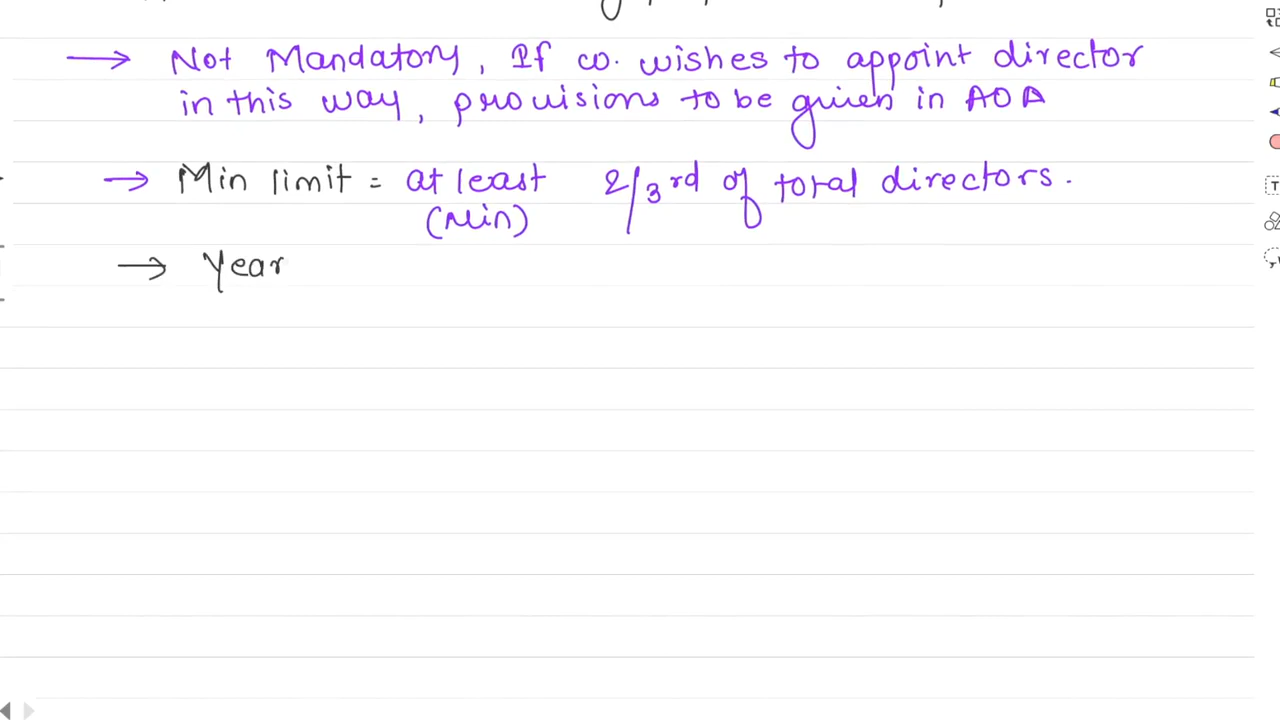 → Not Mandatory, If co. wishes to appoint director
in this way, provisions to be given in AOA
→ Min limit = at least 2/3rd of total directors.
(Min)
→ Year